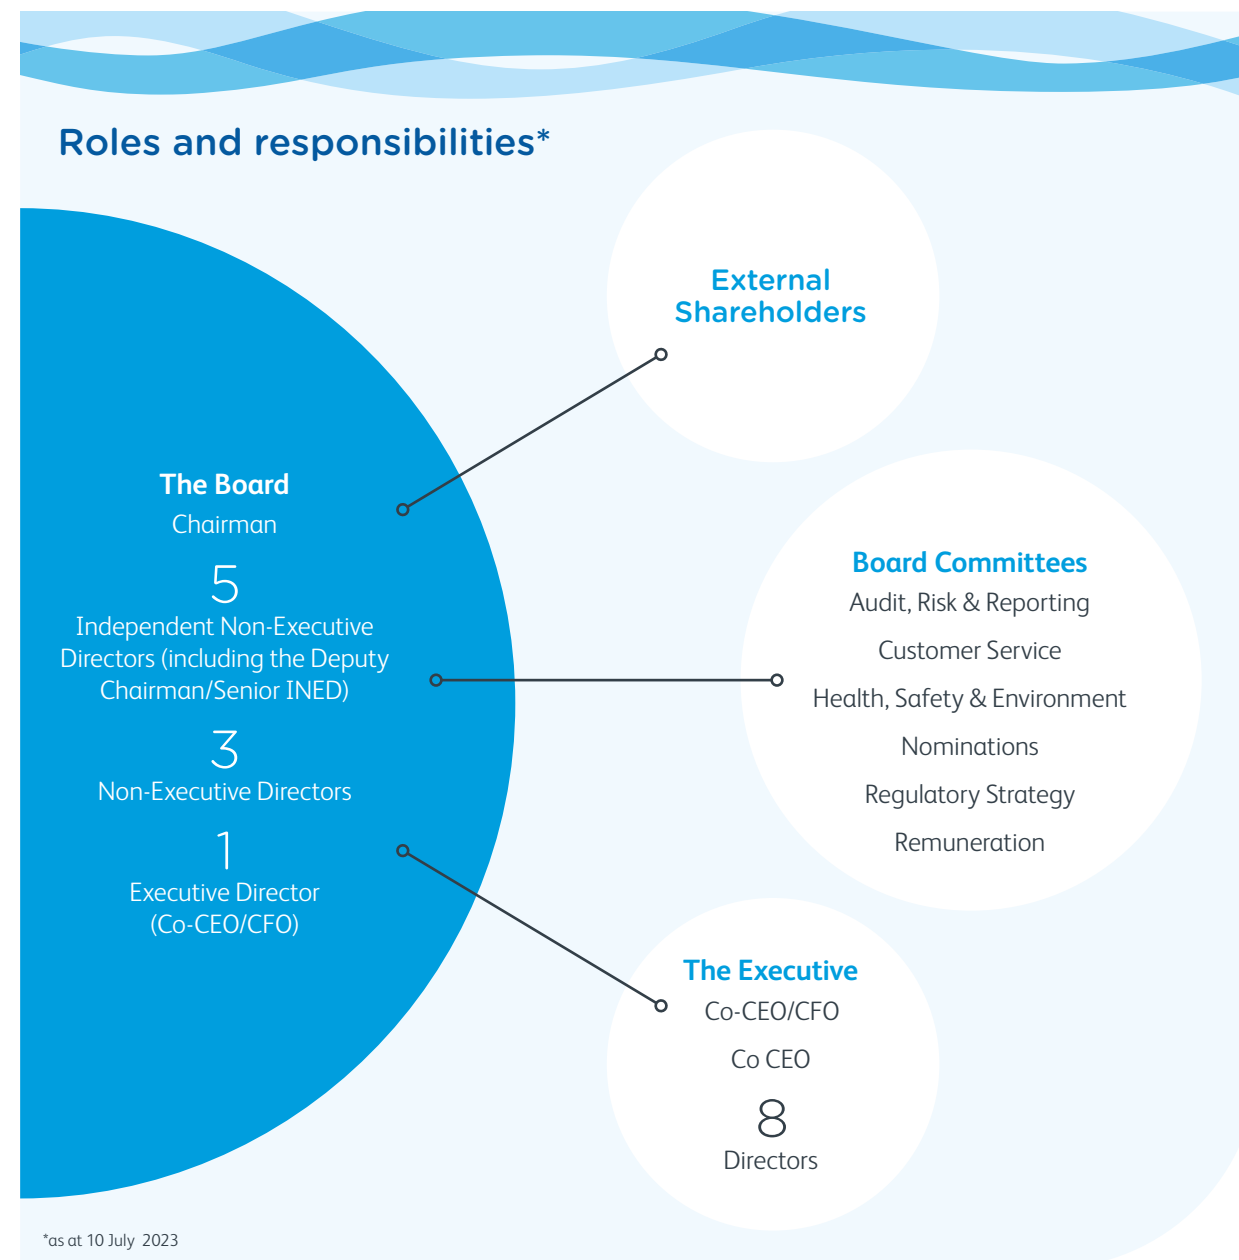 Roles and responsibilities*
External
Shareholders
The Board
Chairman
5
Independent Non-Executive
Directors (including the Deputy
Chairman/Senior INED)
3
Non-Executive Directors
1
Executive Director
(Co-CEO/CFO)
Board Committees
Audit, Risk & Reporting
Customer Service
Health, Safety & Environment
Nominations
Regulatory Strategy
Remuneration
The Executive
Co-CEO/CFO
Co CEO
8
Directors
*as at 10 July 2023